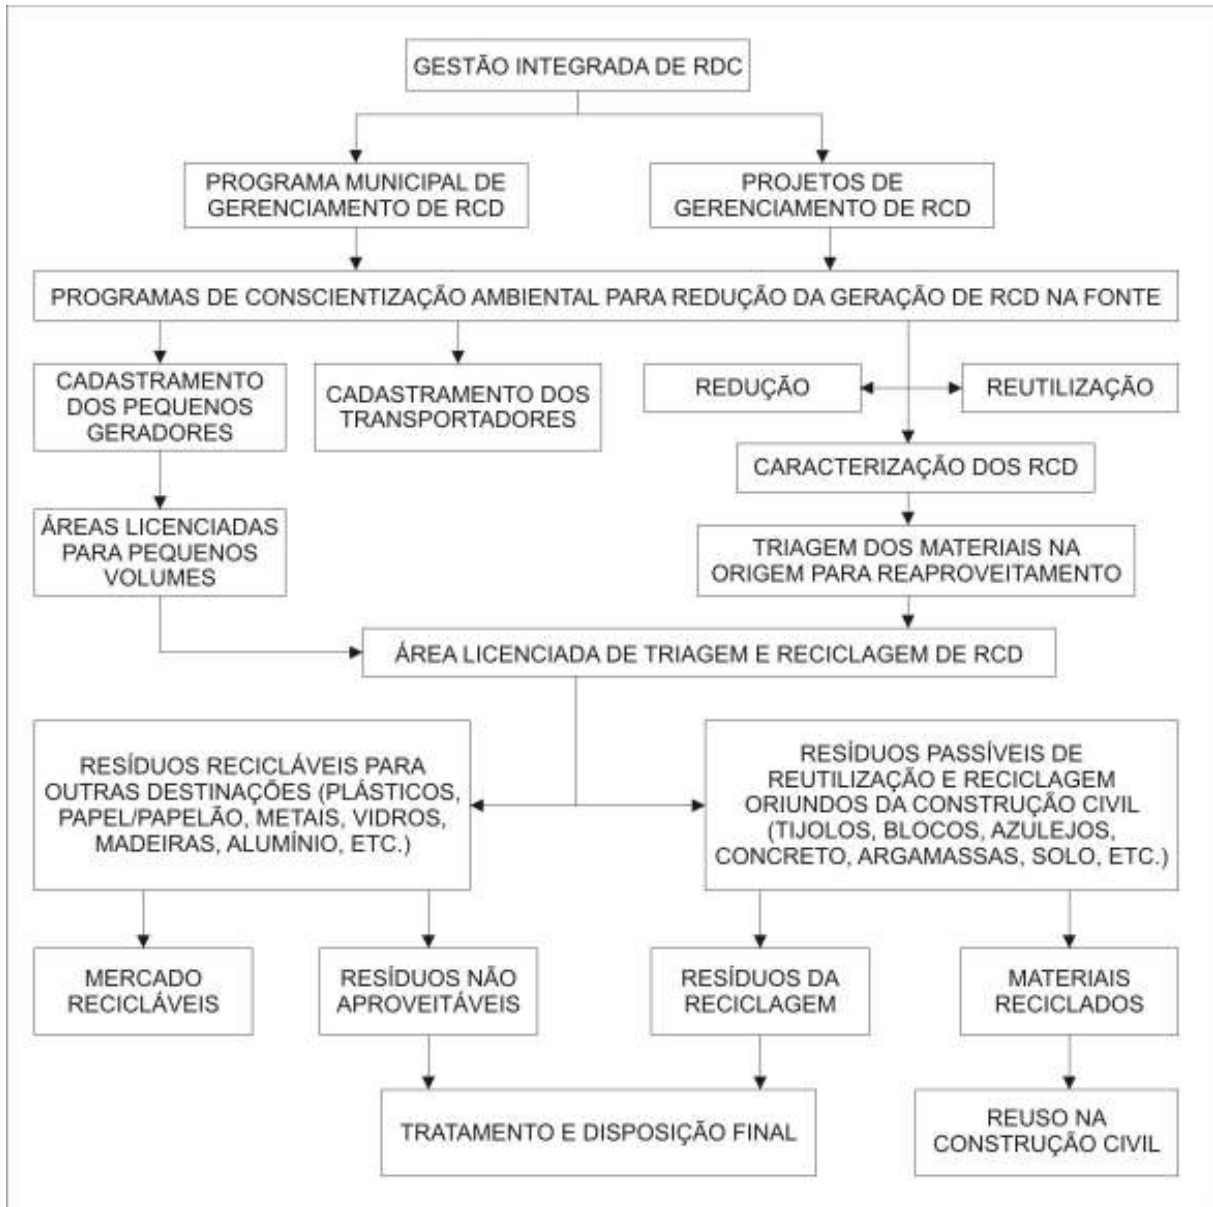 GESTÃO INTEGRADA DE RDC
PROGRAMA MUNICIPAL DE
GERENCIAMENTO DE RCD
PROJETOS DE
GERENCIAMENTO DE RCD
PROGRAMAS DE CONSCIENTIZAÇÃO AMBIENTAL PARA REDUÇÃO DA GERAÇÃO DE RCD NA FONTE
CADASTRAMENTO
DOS PEQUENOS
GERADORES
CADASTRAMENTO DOS
TRANSPORTADORES
REDUÇÃO
REUTILIZAÇÃO
CARACTERIZAÇÃO DOS RCD
ÁREAS LICENCIADAS
PARA PEQUENOS
VOLUMES
TRIAGEM DOS MATERIAIS NA
ORIGEM PARA REAPROVEITAMENTO
ÁREA LICENCIADA DE TRIAGEM E RECICLAGEM DE RCD
RESÍDUOS RECICLÁVEIS PARA
OUTRAS DESTINAÇÕES (PLÁSTICOS,
PAPEL/PAPELÃO, METAIS, VIDROS,
MADEIRAS, ALUMÍNIO, ETC.)
RESÍDUOS PASSÍVEIS DE
REUTILIZAÇÃO E RECICLAGEM
ORIUNDOS DA CONSTRUÇÃO CIVIL
(TIJOLOS, BLOCOS, AZULEJOS,
CONCRETO, ARGAMASSAS, SOLO, ETC.)
MERCADO
RECICLÁVEIS
RESÍDUOS NÃO
APROVEITÁVEIS
RESÍDUOS DA
RECICLAGEM
MATERIAIS
RECICLADOS
TRATAMENTO E DISPOSIÇÃO FINAL
REUSO NA
CONSTRUÇÃO CIVIL